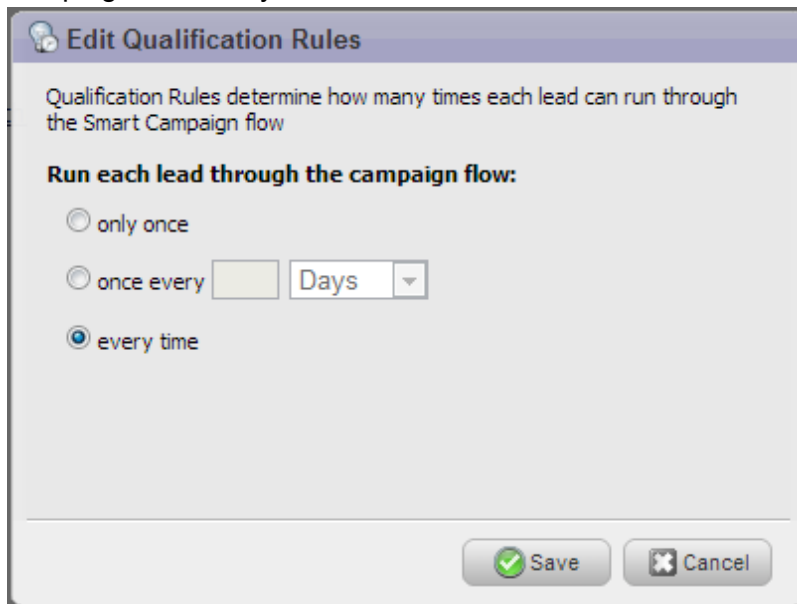 Edit Qualification Rules
Qualification Rules determine how many times each lead can run through
the Smart Campaign flow
Run each lead through the campaign flow:
only once
once every Days
every time
Save Cancel